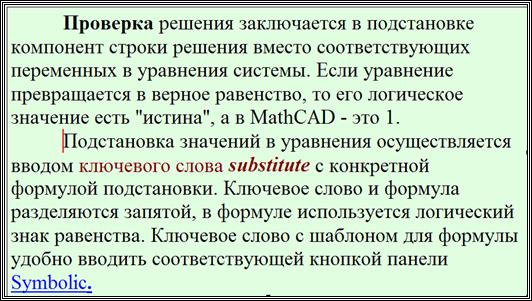 Проверка решения заключается в подстановке
компонент строки решения вместо соответствующих
переменных в уравнения системы. Если уравнение
превращается в верное равенство, то его логическое
значение есть "истина", а в MathCAD - это 1.
Подстановка значений в уравнения осуществляется
вводом ключевого слова substitute с конкретной
формулой подстановки. Ключевое слово и формула
разделяются запятой, в формуле используется логический
знак равенства. Ключевое слово с шаблоном для формулы
удобно вводить соответствующей кнопкой панели
Symbolic.